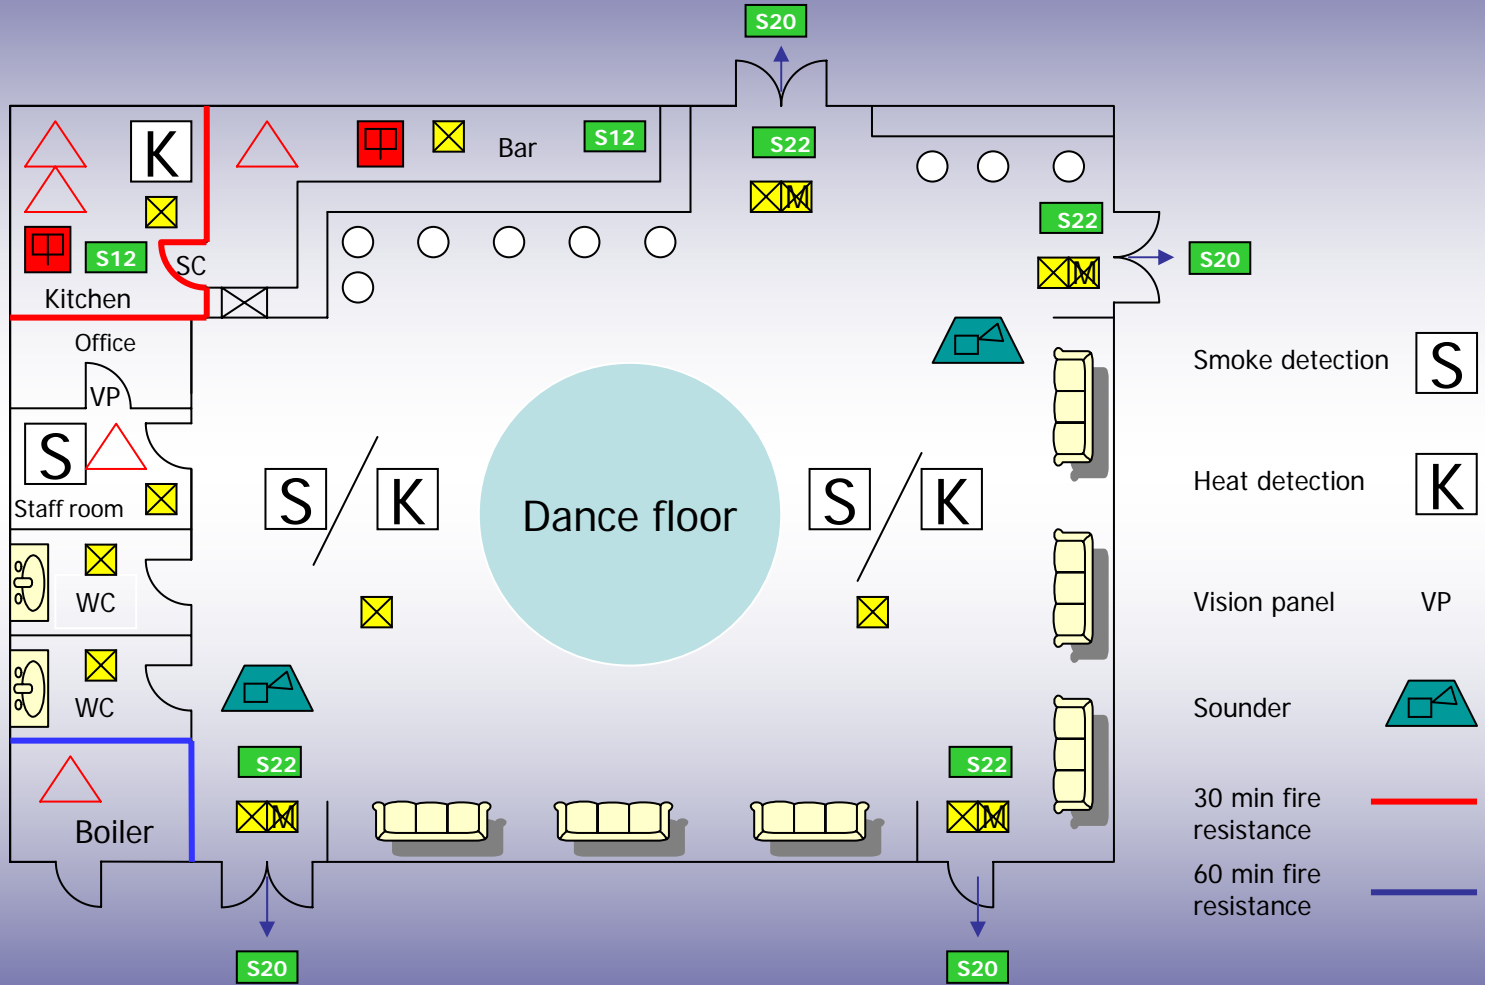 S20
K
Bar
S12
S22
M
S22
S12
SC
M
S20
Kitchen
Office
VP
Smoke detection
S
S
Staff room
S
K
Dance floor
S
K
Heat detection
K
WC
Vision panel
VP
WC
Sounder
S22
S22
M
M
Boiler
30 min fire
resistance
60 min fire
resistance
S20
S20